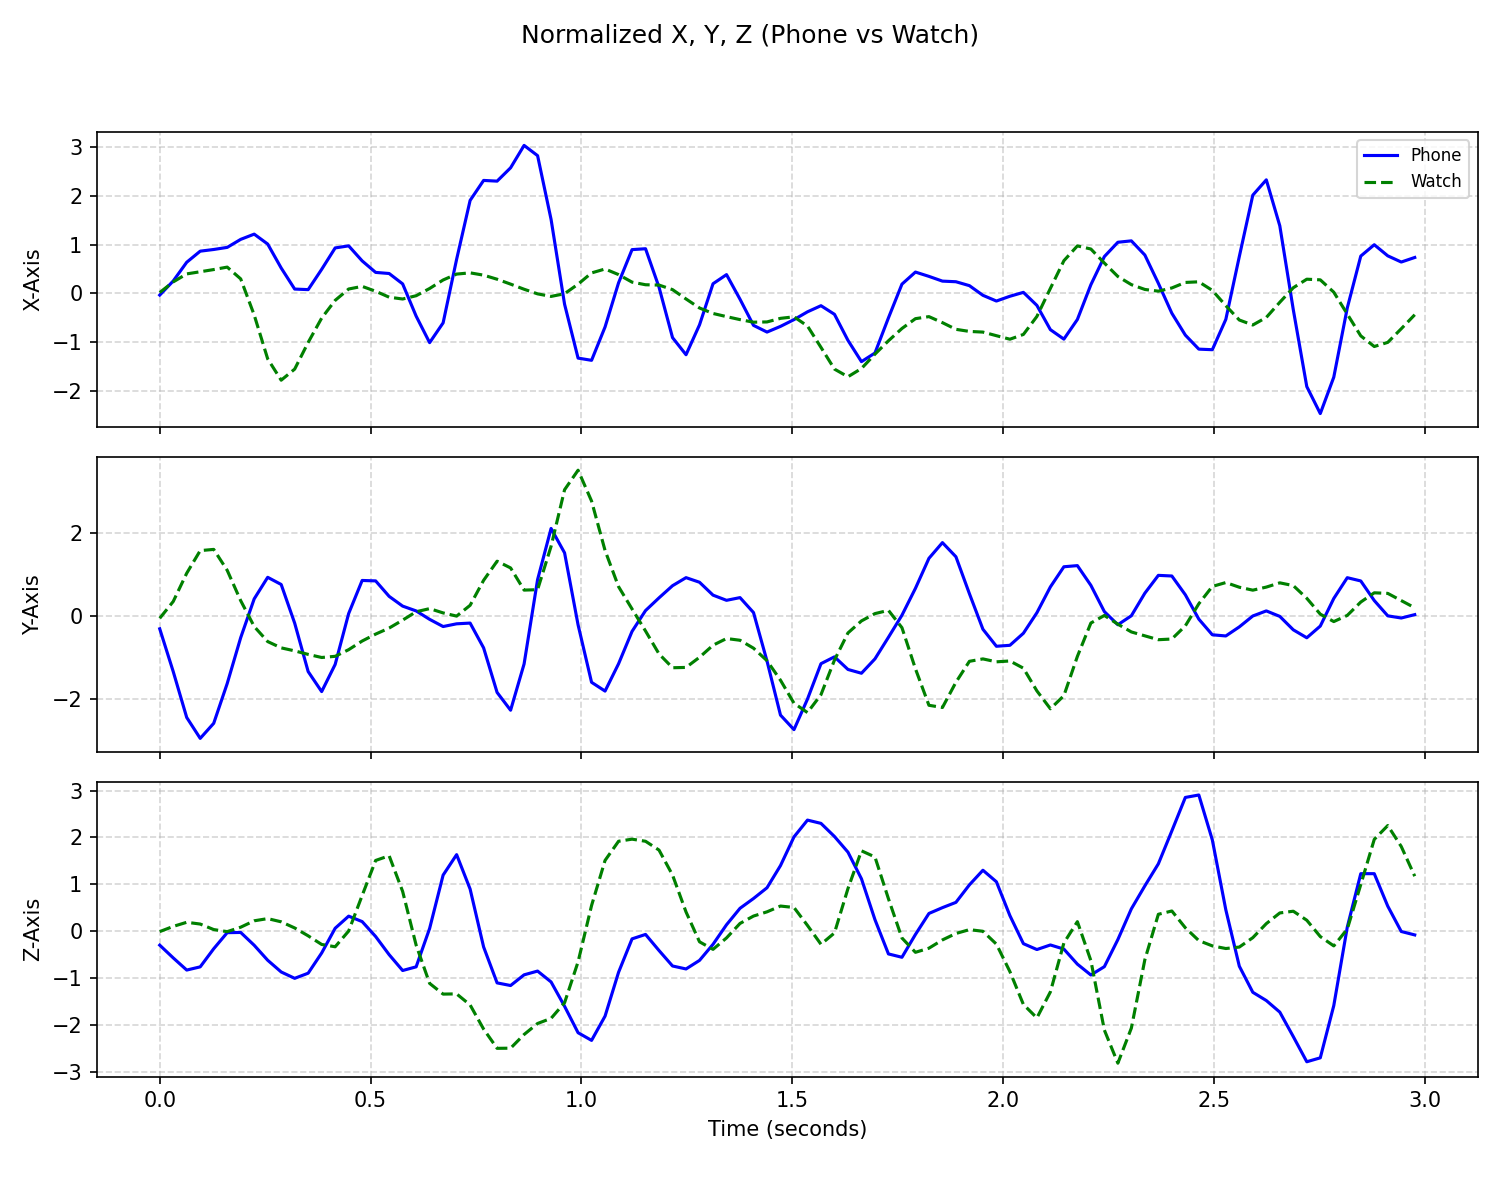 Normalized X, Y, Z (Phone vs Watch)
3
2
1
0
−1
−2
X-Axis
Phone
Watch
2
0
−2
Y-Axis
3
2
1
0
−1
−2
−3
Z-Axis
0.0 0.5 1.0 1.5 2.0 2.5 3.0
Time (seconds)